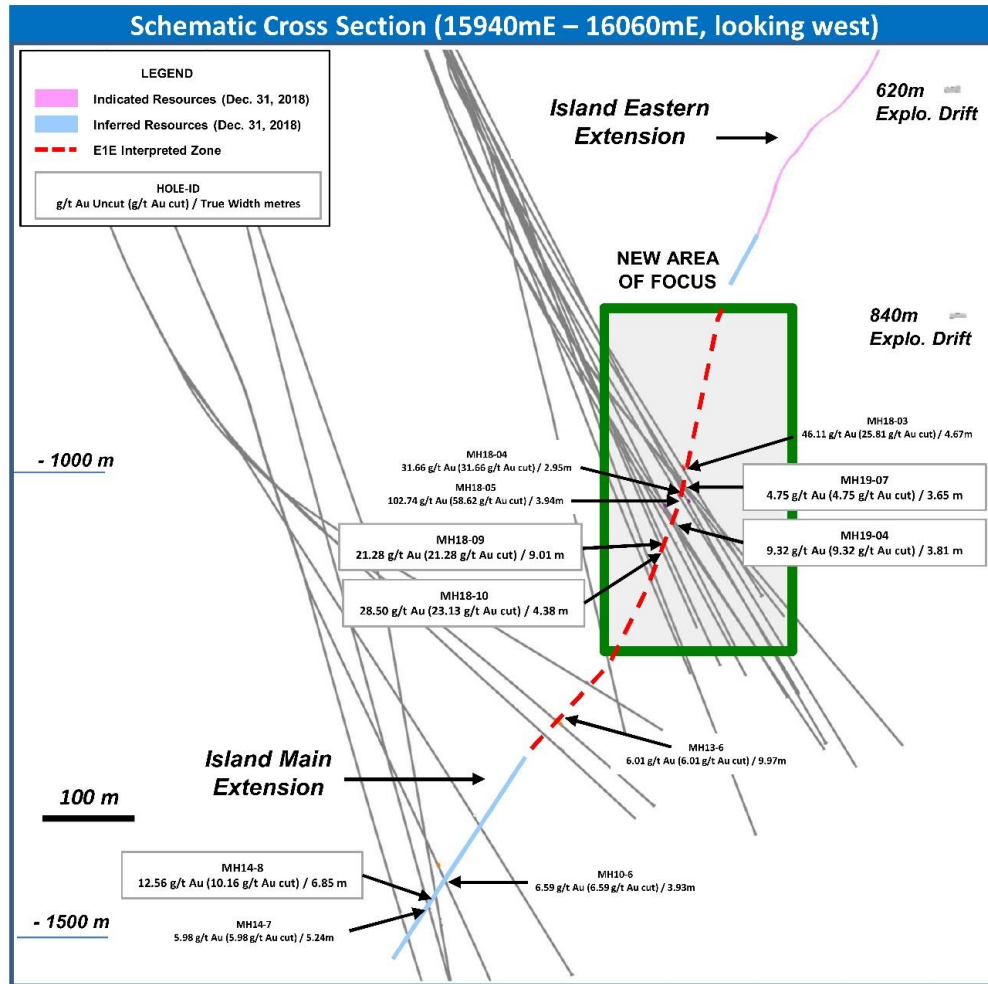 Schematic Cross Section (15940mE – 16060mE, looking west)
LEGEND
Indicated Resources (Dec. 31, 2018)
Inferred Resources (Dec. 31, 2018)
E1E Interpreted Zone
HOLE-ID
g/t Au Uncut (g/t Au cut) / True Width metres
Island Eastern
Extension
620m
Explo. Drift
NEW AREA
OF FOCUS
840m
Explo. Drift
- 1000 m
MH18-03
46.11 g/t Au (25.81 g/t Au cut) / 4.67m
MH18-04
31.66 g/t Au (31.66 g/t Au cut) / 2.95m
MH18-05
102.74 g/t Au (58.62 g/t Au cut) / 3.94m
MH19-07
4.75 g/t Au (4.75 g/t Au cut) / 3.65 m
MH18-09
21.28 g/t Au (21.28 g/t Au cut) / 9.01 m
MH19-04
9.32 g/t Au (9.32 g/t Au cut) / 3.81 m
MH18-10
28.50 g/t Au (23.13 g/t Au cut) / 4.38 m
MH13-6
6.01 g/t Au (6.01 g/t Au cut) / 9.97m
Island Main
Extension
100 m
MH14-8
12.56 g/t Au (10.16 g/t Au cut) / 6.85 m
MH10-6
6.59 g/t Au (6.59 g/t Au cut) / 3.93m
- 1500 m
MH14-7
5.98 g/t Au (5.98 g/t Au cut) / 5.24m